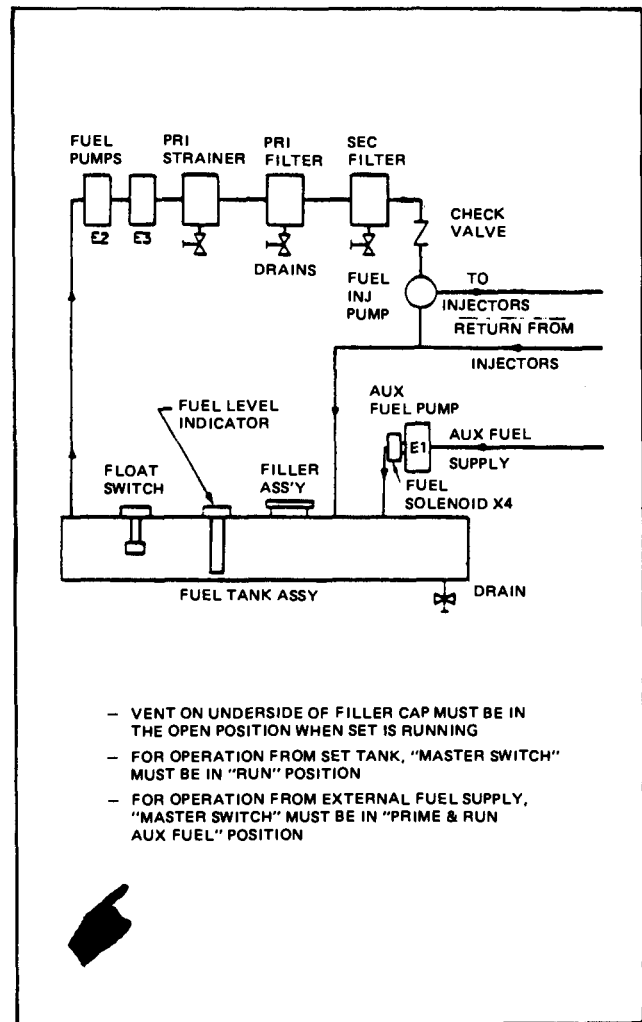 FUEL
PUMPS
PRI
STRAINER
PRI
FILTER
SEC
FILTER
E2
E3
DRAINS
CHECK
VALVE
FUEL
INJ
PUMP
TO
INJECTORS
RETURN FROM
INJECTORS
AUX
FUEL PUMP
E1
AUX FUEL
SUPPLY
FUEL
SOLENOID X4
FUEL LEVEL
INDICATOR
FLOAT
SWITCH
FILLER
ASS'Y
FUEL TANK ASSY
DRAIN
– VENT ON UNDERSIDE OF FILLER CAP MUST BE IN
THE OPEN POSITION WHEN SET IS RUNNING
– FOR OPERATION FROM SET TANK, "MASTER SWITCH"
MUST BE IN "RUN" POSITION
– FOR OPERATION FROM EXTERNAL FUEL SUPPLY,
"MASTER SWITCH" MUST BE IN "PRIME & RUN
AUX FUEL" POSITION